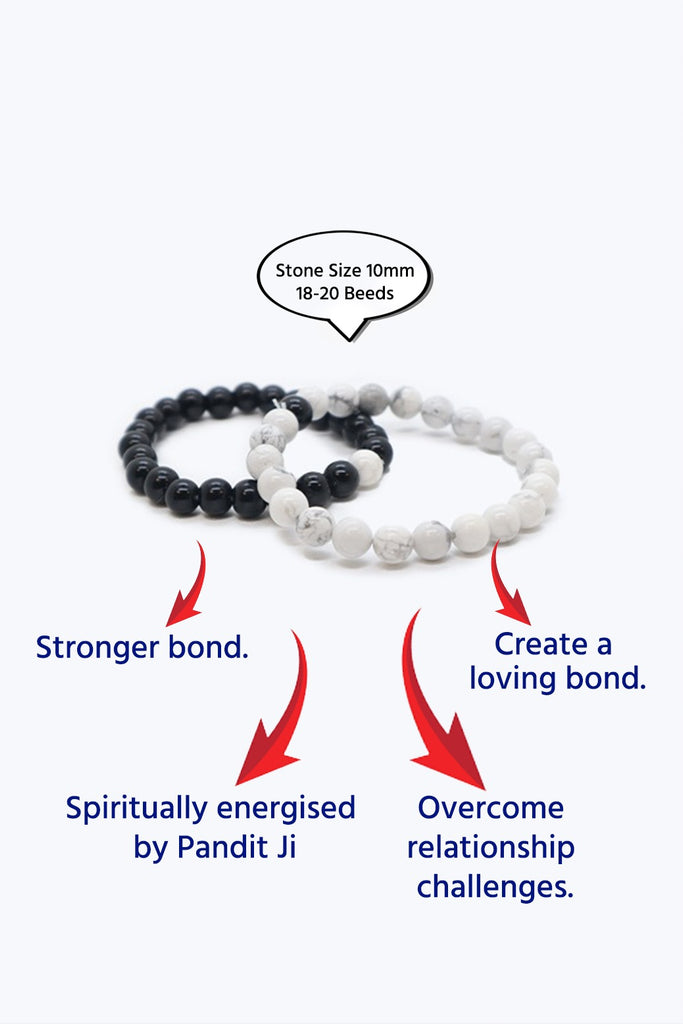 Stone Size 10mm
18-20 Beeds
Stronger bond.
Create a
loving bond.
Spiritually energised
by Pandit Ji
Overcome
relationship
challenges.